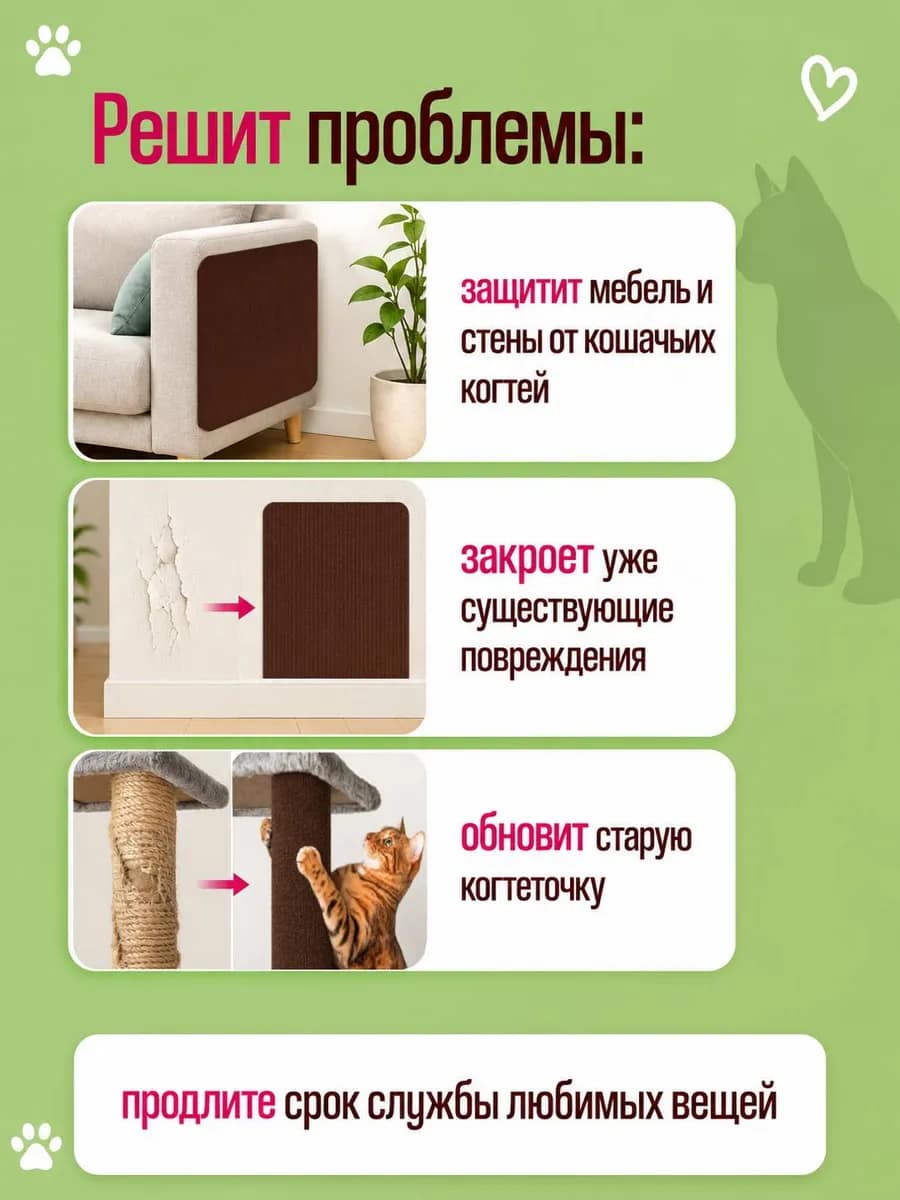 Решит проблемы:
защитит мебель и
стены от кошачьих
когтей
закроет уже
существующие
повреждения
обновит старую
когтеточку
продлите срок службы любимых вещей